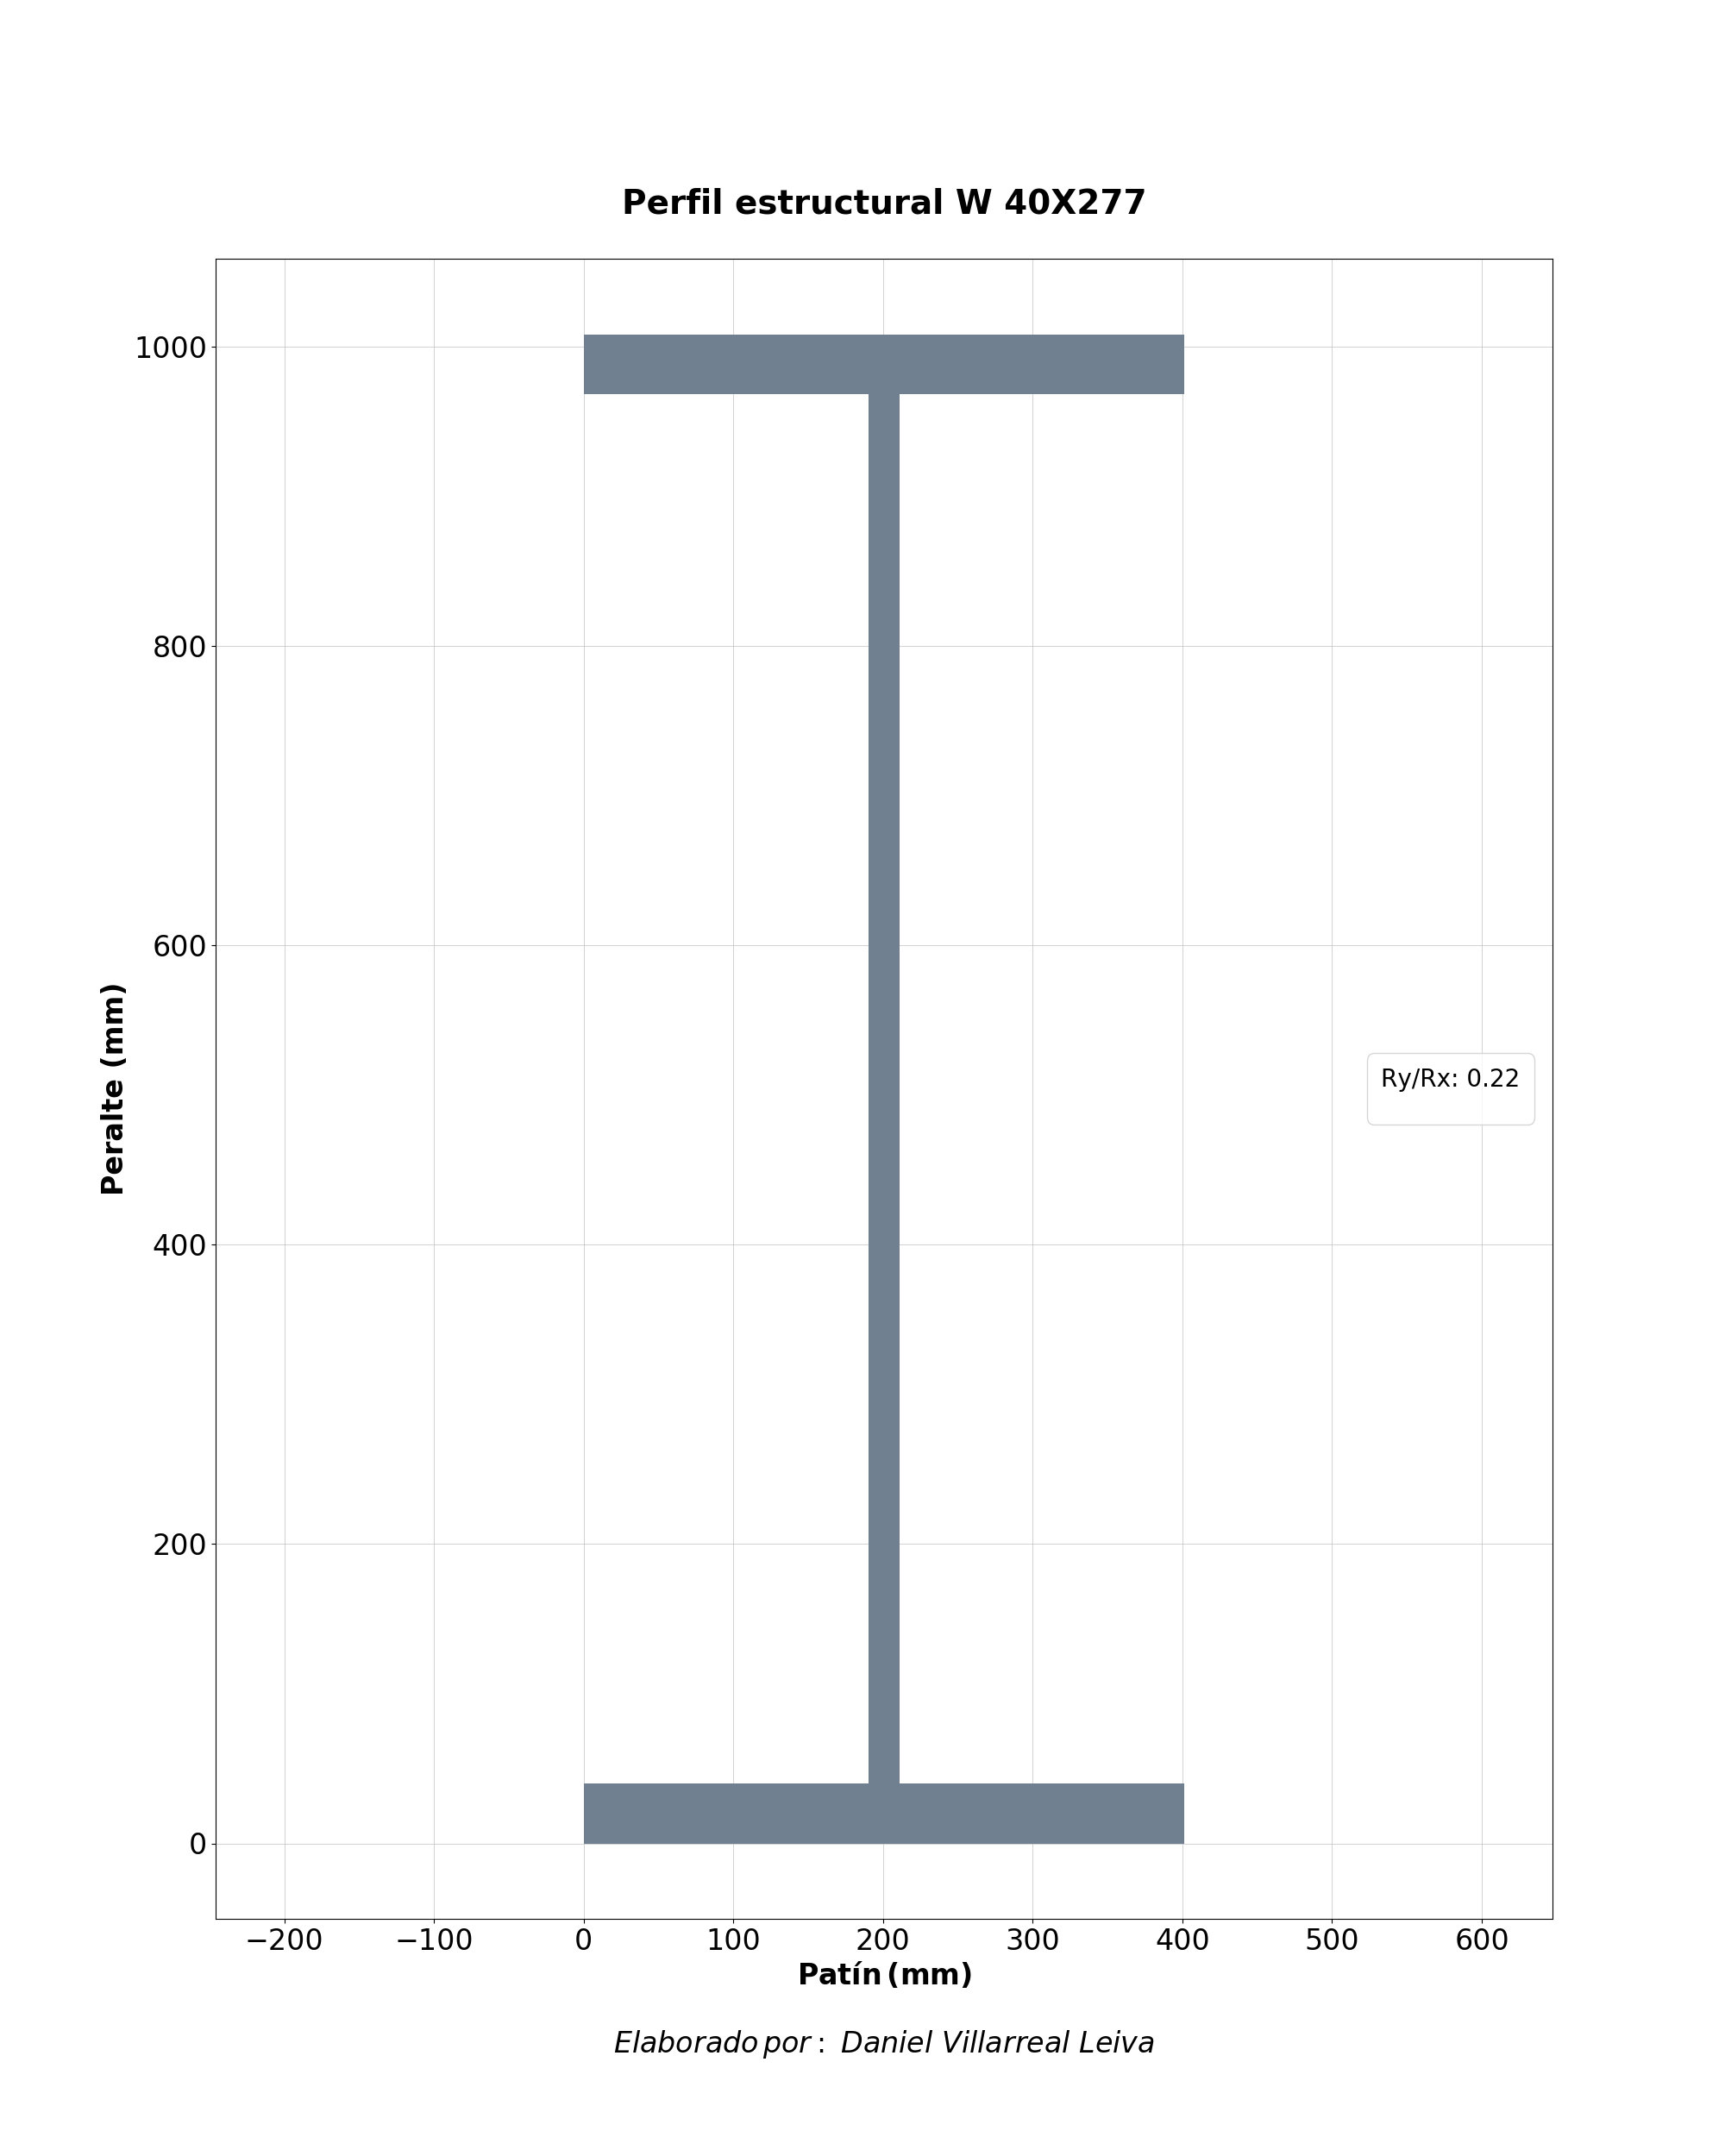 Perfil estructural W 40X277
1000
800
600
400
200
0
Peralte (mm)
Ry/Rx: 0.22
−200 −100 0 100 200 300 400 500 600
Patín (mm)
Elaborado por: Daniel Villarreal Leiva